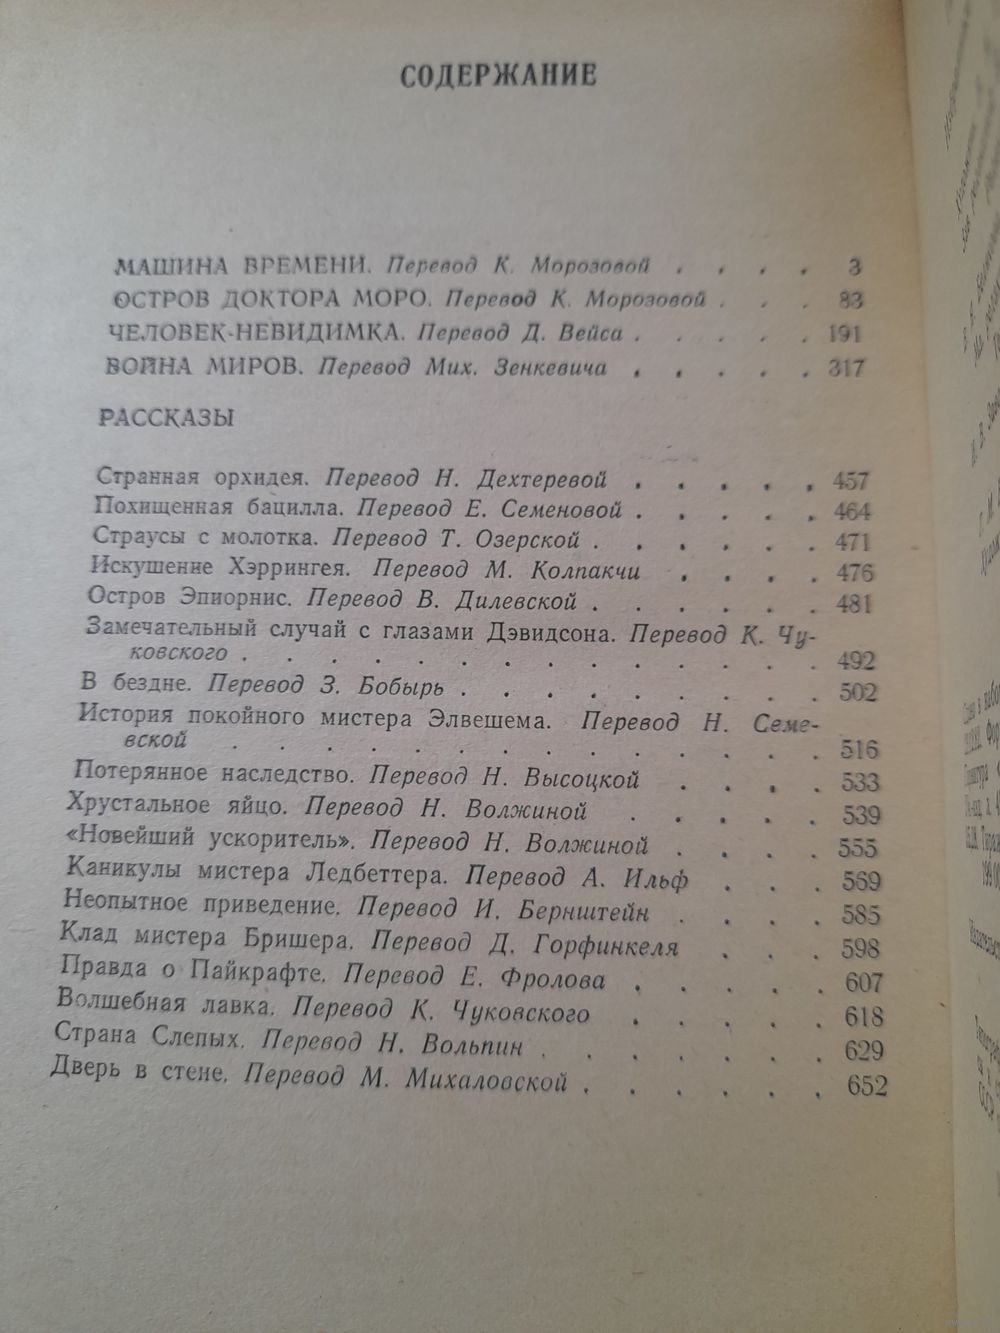 СОДЕРЖАНИЕ
МАШИНА ВРЕМЕНИ. Перевод К. Морозовой . . . . 3
ОСТРОВ ДОКТОРА МОРО. Перевод К. Морозовой . . . 83
ЧЕЛОВЕК-НЕВИДИМКА. Перевод Д. Вейса . . . . . 191
ВОЙНА МИРОВ. Перевод Мих. Зенкевича . . . . . 317
РАССКАЗЫ
Странная орхидея. Перевод Н. Дехтеревой . . . . . 457
Похищенная бацилла. Перевод Е. Семеновой . . . . . 464
Страусы с молотка. Перевод Т. Озерской . . . . . . 471
Искушение Хэррингея. Перевод М. Колпакчи . . . . 476
Остров Эпиорнис. Перевод В. Дилевской . . . . . . 481
Замечательный случай с глазами Дэвидсона. Перевод К. Чу-
ковского . . . . . . . . . . . . . . 492
В бездне. Перевод З. Бобырь . . . . . . . . . 502
История покойного мистера Элвешема. Перевод Н. Семе-
вской . . . . . . . . . . . . . . 516
Потерянное наследство. Перевод Н. Высоцкой . . . . 533
Хрустальное яйцо. Перевод Н. Волжиной . . . . . 539
«Новейший ускоритель». Перевод Н. Волжиной . . . . 555
Каникулы мистера Ледбеттера. Перевод А. Ильф . . . 569
Неопытное приведение. Перевод И. Бернштейн . . . . 585
Клад мистера Бришера. Перевод Д. Горфинкеля . . . 598
Правда о Пайкрафте. Перевод Е. Фролова . . . . . 607
Волшебная лавка. Перевод К. Чуковского . . . . . 618
Страна Слепых. Перевод Н. Вольпин . . . . . . . 629
Дверь в стене. Перевод М. Михаловской . . . . . . 652